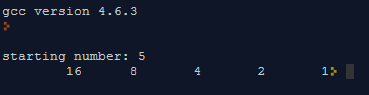 gcc version 4.6.3
>
starting number: 5
16 8 4 2 1>